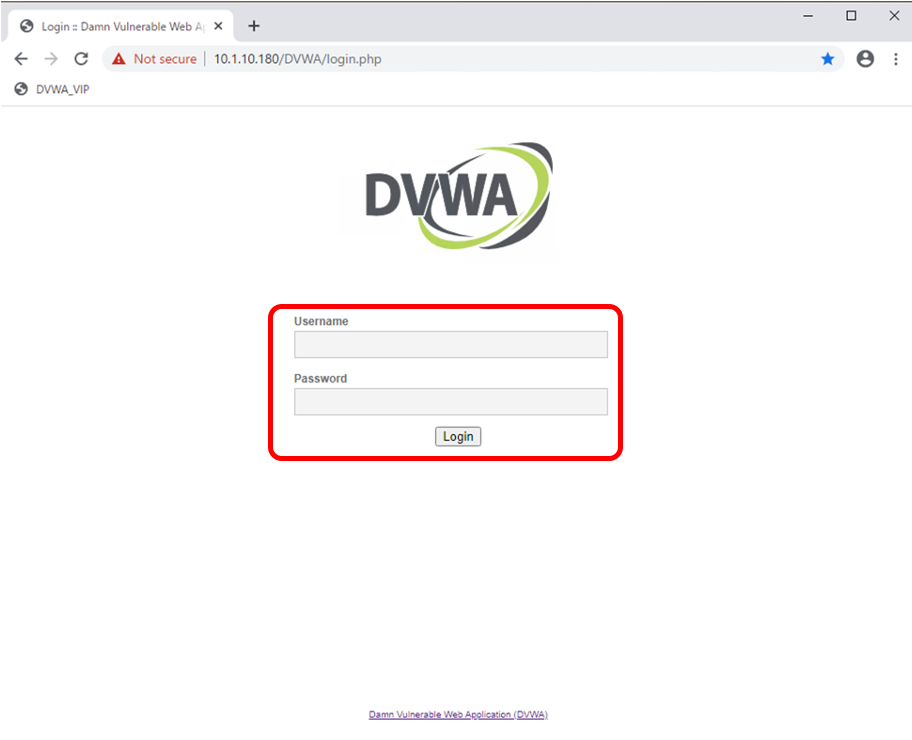 Login :: Damn Vulnerable Web Ap
Not secure | 10.1.10.180/DVWA/login.php
DVWA_VIP
DVWA
Username
Password
Login
Damn Vulnerable Web Application (DVWA)